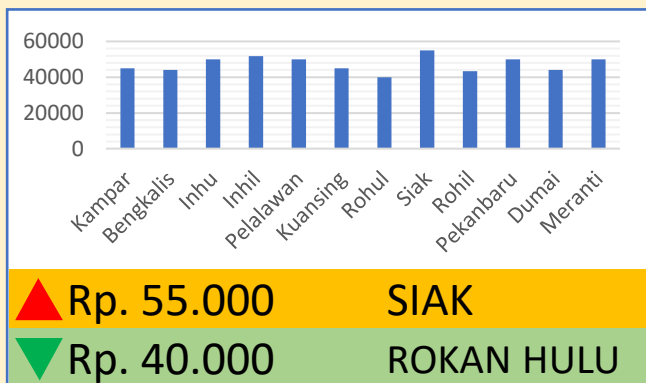 60000
40000
20000
0
Kampar
Bengkalis
Inhu
Inhil
Pelalawan
Kuansing
Rohul
Siak
Rohil
Pekanbaru
Dumai
Meranti
Rp. 55.000 SIAK
Rp. 40.000 ROKAN HULU